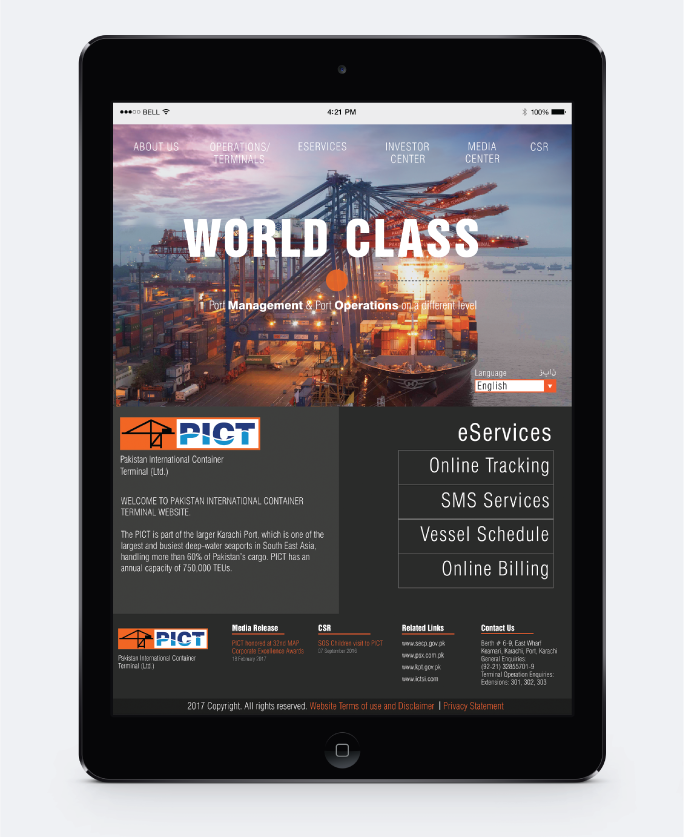 BELL
4:21 PM
100%
ABOUT US
OPERATIONS/
TERMINALS
ESERVICES
INVESTOR
CENTER
MEDIA
CENTER
CSR
WORLD CLASS
Port Management & Port Operations on a different level
Language
زبان
English
PICT
Pakistan International Container
Terminal (Ltd.)
WELCOME TO PAKISTAN INTERNATIONAL CONTAINER
TERMINAL WEBSITE.
The PICT is part of the larger Karachi Port, which is one of the
largest and busiest deep-water seaports in South East Asia,
handling more than 60% of Pakistan's cargo. PICT has an
annual capacity of 750,000 TEUs.
eServices
Online Tracking
SMS Services
Vessel Schedule
Online Billing
PICT
Pakistan International Container
Terminal (Ltd.)
Media Release
PICT honored at 32nd MAP
Corporate Excellence Awards
16 February 2017
CSR
SOS Children visit to PICT
07 September 2016
Related Links
www.secp.gov.pk
www.psx.com.pk
www.kpt.gov.pk
www.ictsi.com
Contact Us
Berth # 6-9, East Wharf
Keamari, Karachi, Port, Karachi
General Enquiries:
(92-21) 32855701-9
Terminal Operation Enquiries:
Extensions: 301, 302, 303
2017 Copyright. All rights reserved. Website Terms of use and Disclaimer | Privacy Statement